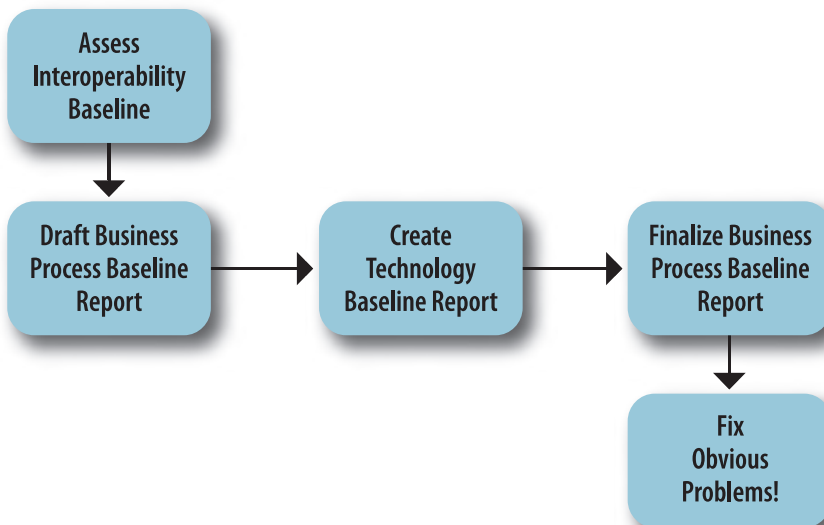 Assess
Interoperability
Baseline
Draft Business
Process Baseline
Report
Create
Technology
Baseline Report
Finalize Business
Process Baseline
Report
Fix
Obvious
Problems!